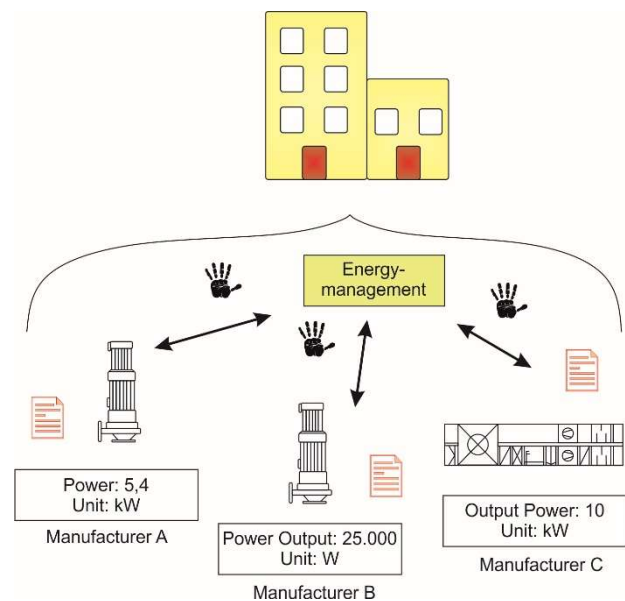 Energy-
management
Power: 5,4
Unit: kW
Manufacturer A
Power Output: 25.000
Unit: W
Manufacturer B
Output Power: 10
Unit: kW
Manufacturer C